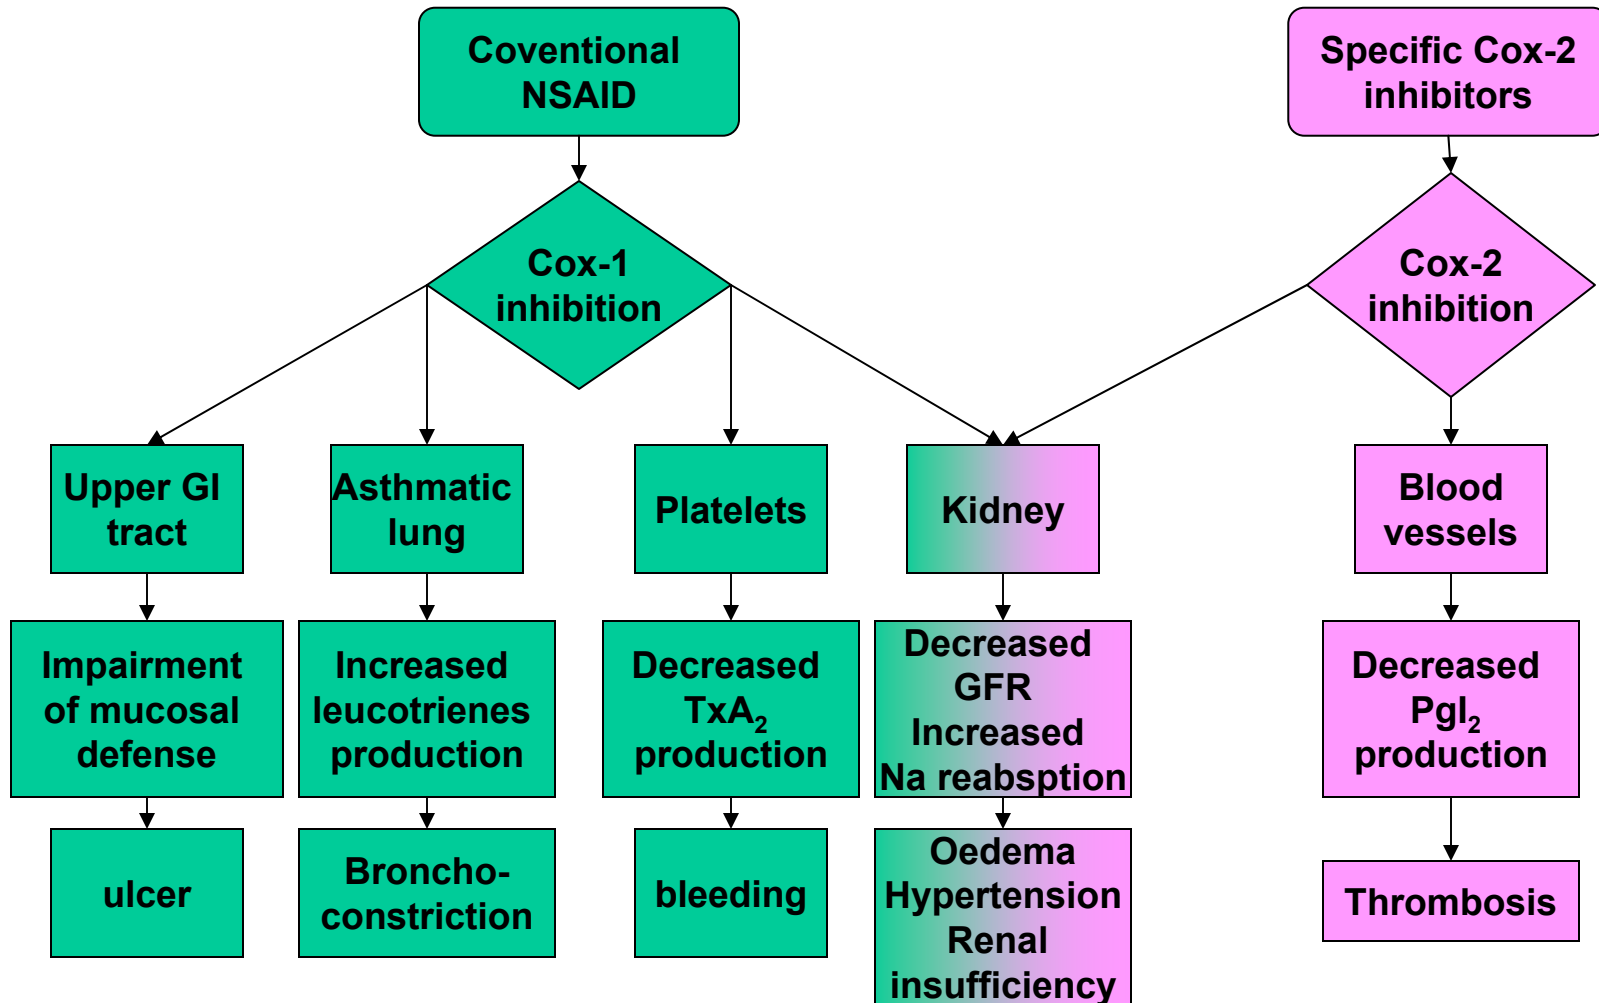 Coventional
NSAID
Specific Cox-2
inhibitors
Cox-1
inhibition
Cox-2
inhibition
Upper GI
tract
Asthmatic
lung
Platelets
Kidney
Blood
vessels
Impairment
of mucosal
defense
Increased
leucotrienes
production
Decreased
TxA₂
production
Decreased
GFR
Increased
Na reabsption
Decreased
PgI₂
production
ulcer
Broncho-
constriction
bleeding
Oedema
Hypertension
Renal
insufficiency
Thrombosis